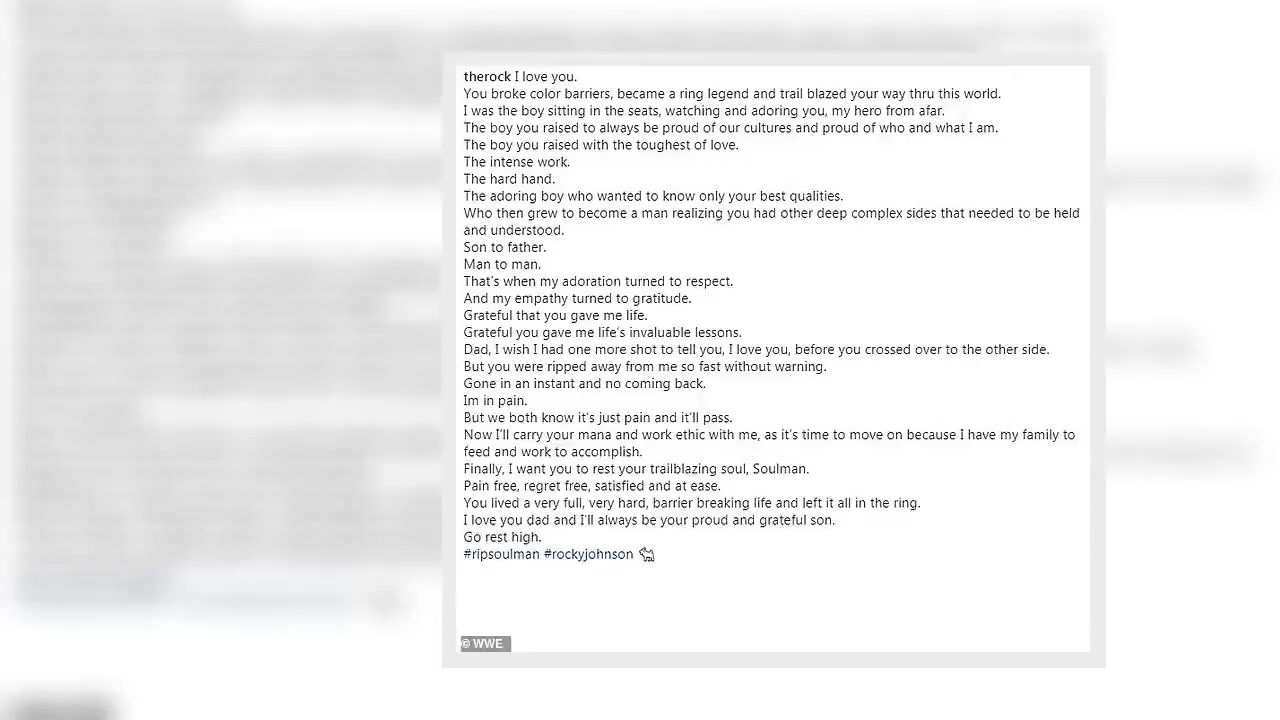 therock I love you.
You broke color barriers, became a ring legend and trail blazed your way thru this world.
I was the boy sitting in the seats, watching and adoring you, my hero from afar.
The boy you raised to always be proud of our cultures and proud of who and what I am.
The boy you raised with the toughest of love.
The intense work.
The hard hand.
The adoring boy who wanted to know only your best qualities.
Who then grew to become a man realizing you had other deep complex sides that needed to be held
and understood.
Son to father.
Man to man.
That's when my adoration turned to respect.
And my empathy turned to gratitude.
Grateful that you gave me life.
Grateful you gave me life's invaluable lessons.
Dad, I wish I had one more shot to tell you, I love you, before you crossed over to the other side.
But you were ripped away from me so fast without warning.
Gone in an instant and no coming back.
Im in pain.
But we both know it's just pain and it'll pass.
Now I'll carry your mana and work ethic with me, as it's time to move on because I have my family to
feed and work to accomplish.
Finally, I want you to rest your trailblazing soul, Soulman.
Pain free, regret free, satisfied and at ease.
You lived a very full, very hard, barrier breaking life and left it all in the ring.
I love you dad and I'll always be your proud and grateful son.
Go rest high.
#ripsoulman #rockyjohnson
© WWE